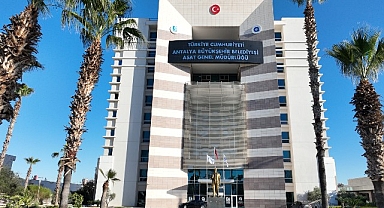 TÜRKİYE CUMHURİYETİ
ANTALYA BÜYÜKŞEHİR BELEDİYESİ
ASAT GENEL MÜDÜRLÜĞÜ